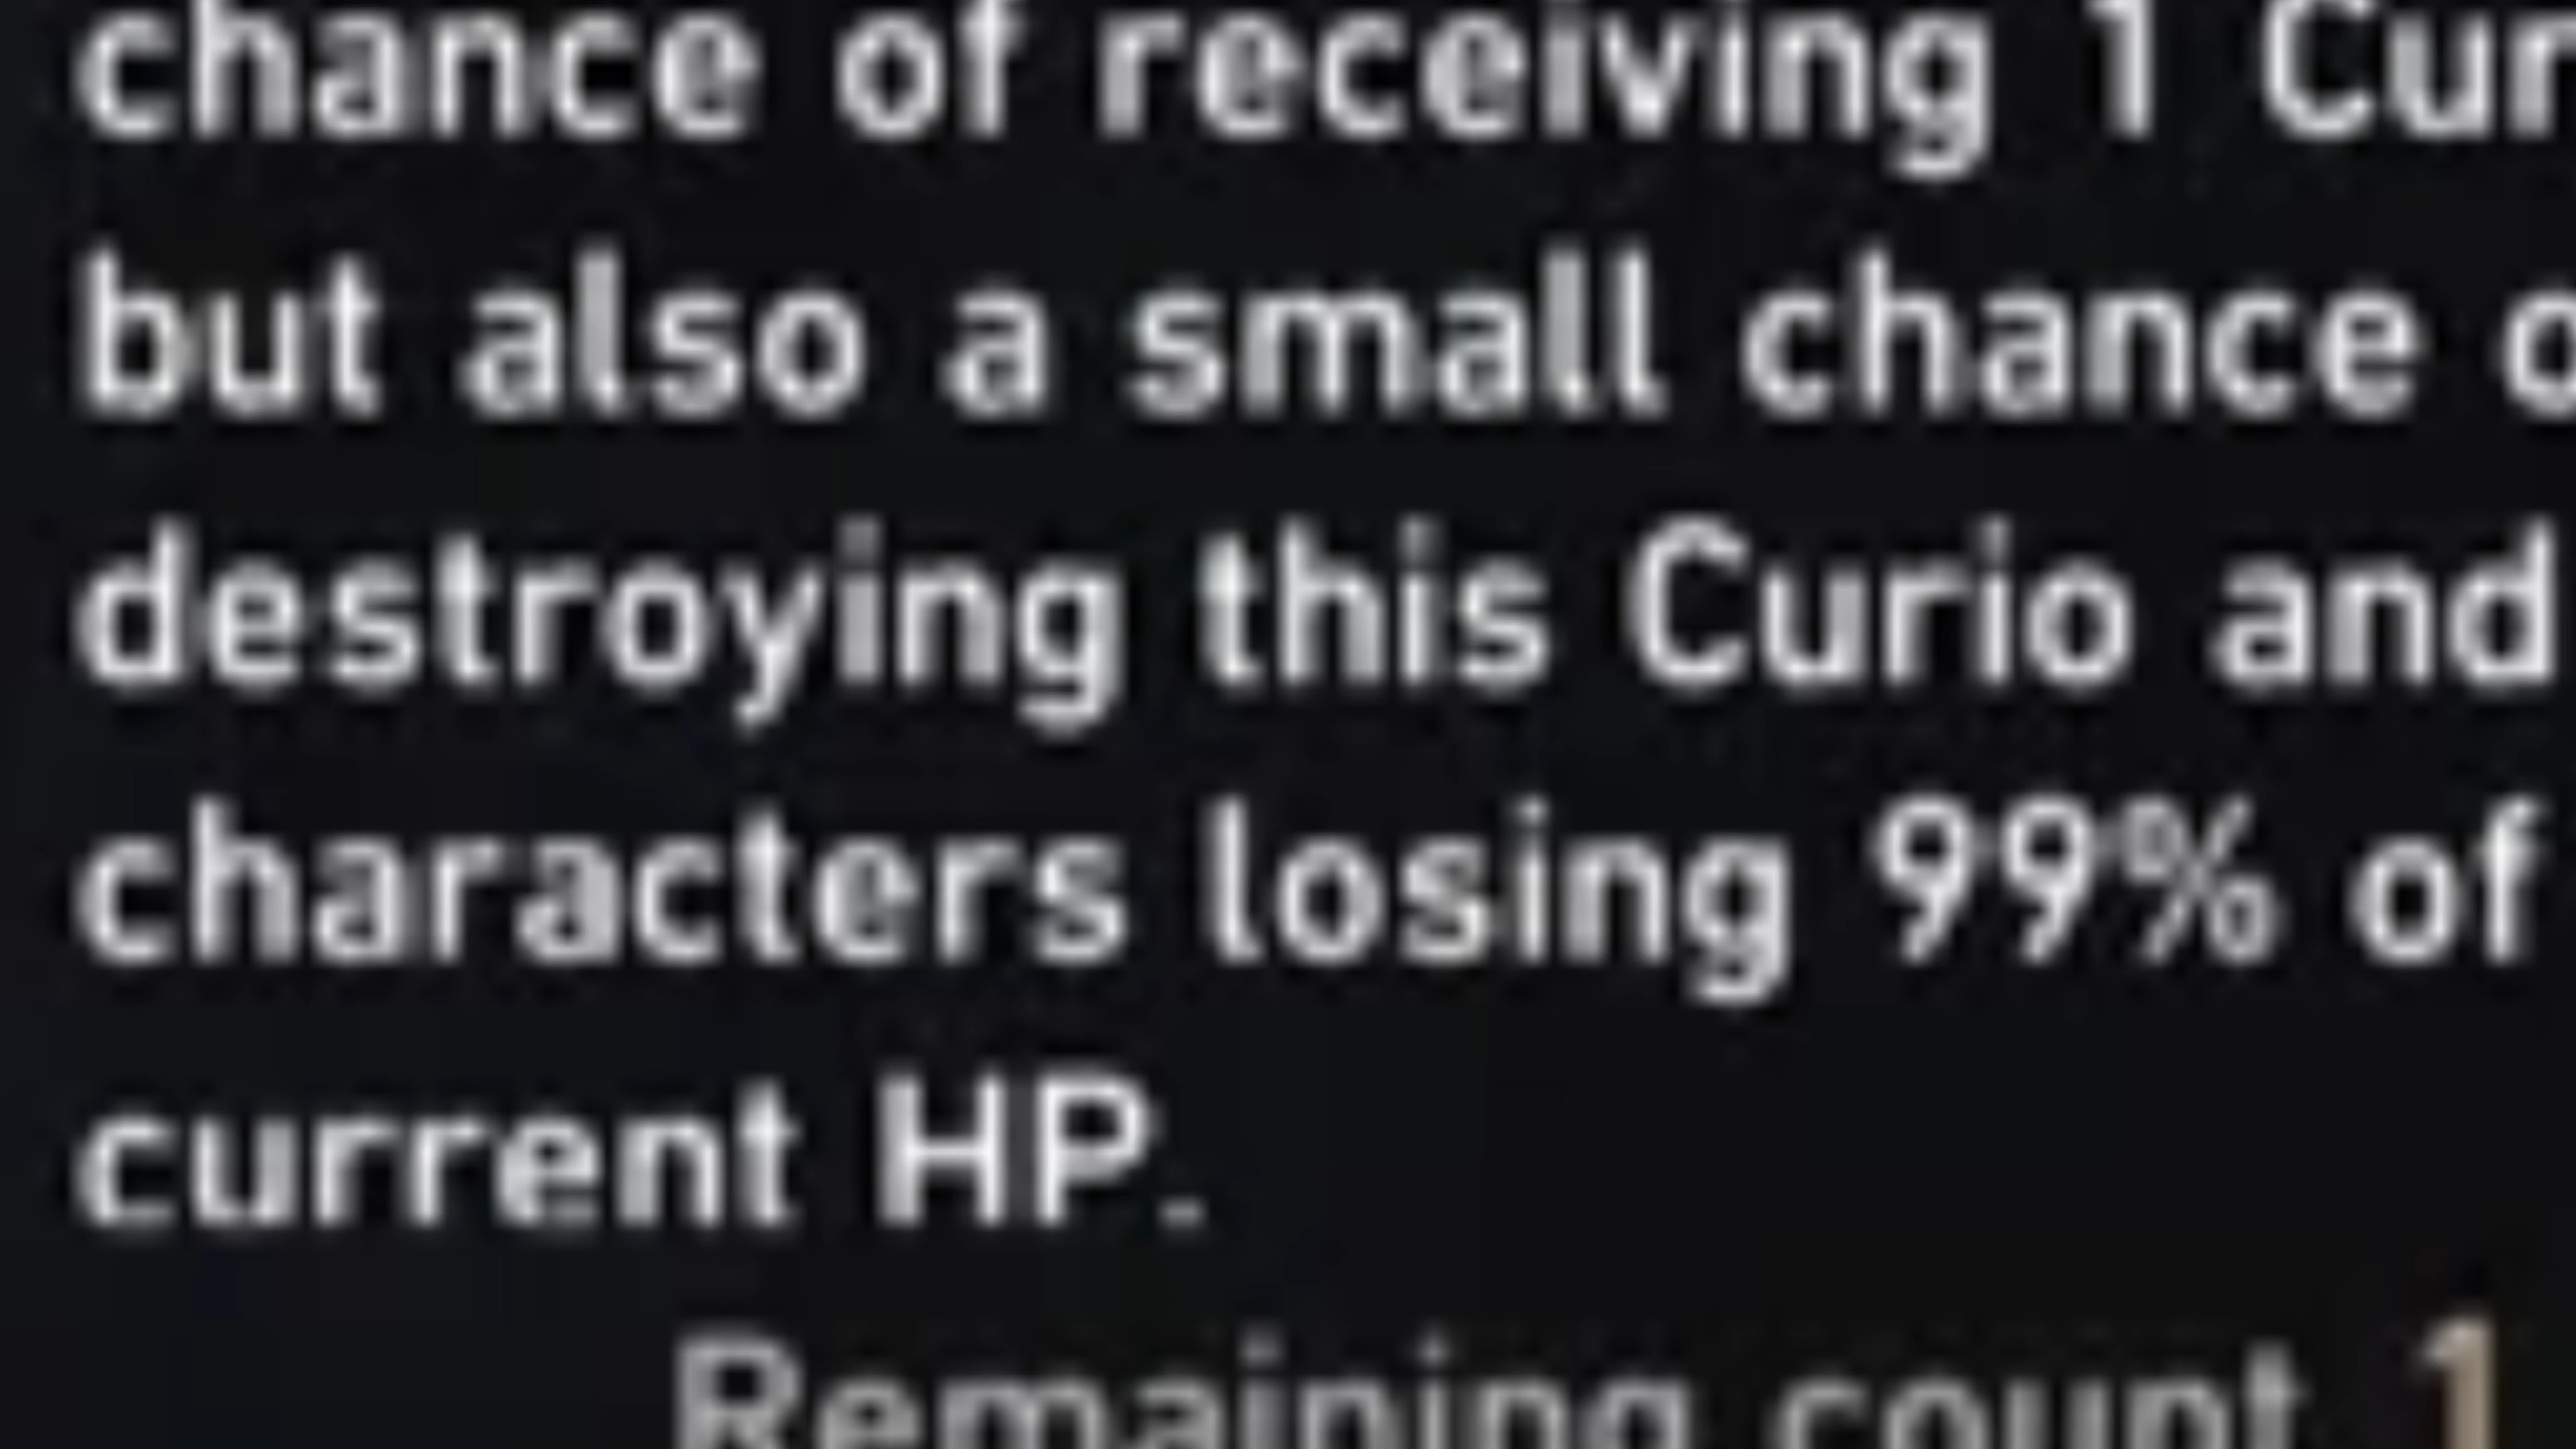 chance of receiving 1
but also a small chance
destroying this Curio and
characters losing 99% of
current HP.
Remaining count 1